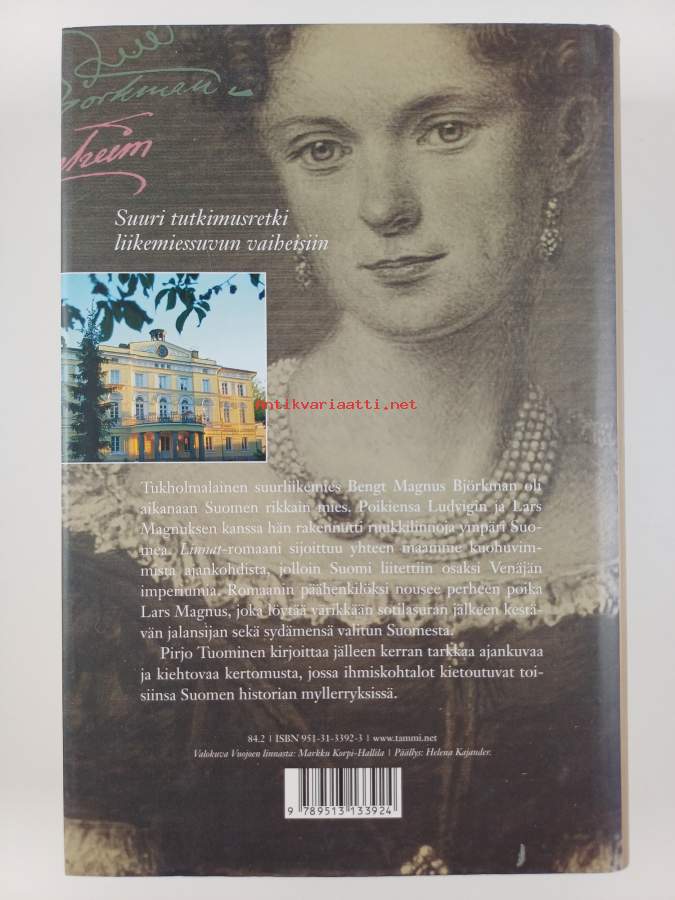 Björkman
Suuri tutkimusretki
liikemiessuvun vaiheisiin
antikvariaatti.net
Tukholmalainen suurliikemies Bengt Magnus Björkman oli
aikanaan Suomen rikkain mies. Poikiensa Ludvigin ja Lars
Magnuksen kanssa hän rakennutti ruukkilinnoja ympäri Suo-
mea. Linnat-romaani sijoittuu yhteen maamme kuohuvim-
mista ajankohdista, jolloin Suomi liitettiin osaksi Venäjän
imperiumia. Romaanin päähenkilöksi nousee perheen poika
Lars Magnus, joka löytää värikkään sotilasuran jälkeen kestä-
vän jalansijan sekä sydämensä valitun Suomesta.
Pirjo Tuominen kirjoittaa jälleen kerran tarkkaa ajankuvaa
ja kiehtovaa kertomusta, jossa ihmiskohtalot kietoutuvat toi-
siinsa Suomen historian myllerryksissä.
84.2 | ISBN 951-31-3392-3 | www.tammi.net
Valokuva Vuojoen linnasta: Markku Korpi-Hallila | Päällys: Helena Kajander.
9 789513 133924